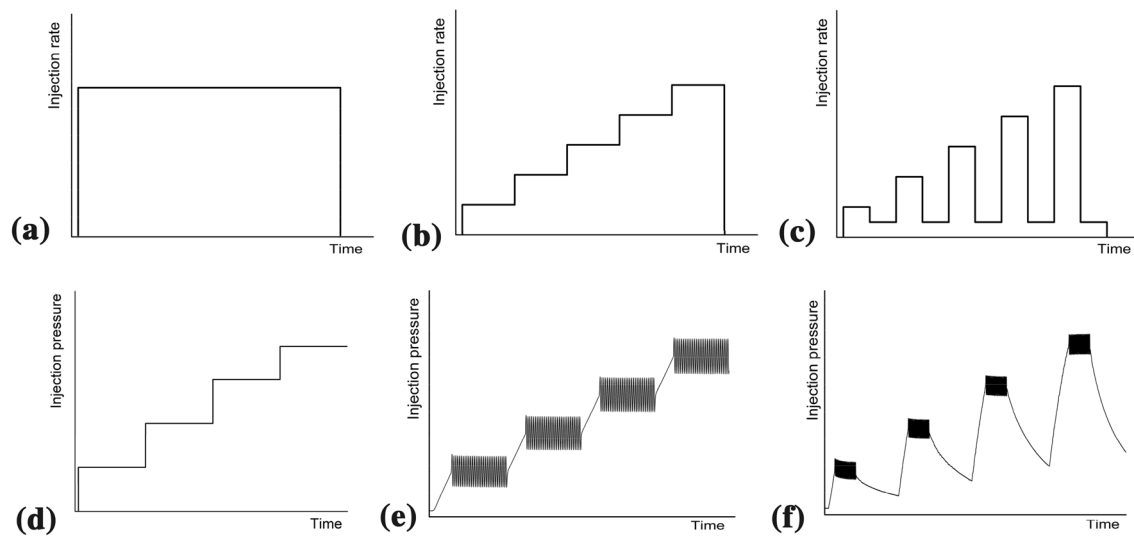 Injection rate
(a)
Time
Injection rate
(b)
Time
Injection rate
(c)
Time
Injection pressure
(d)
Time
Injection pressure
(e)
Time
Injection pressure
(f)
Time